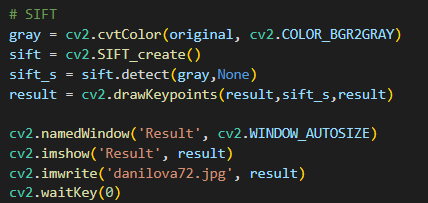 # SIFT
gray = cv2.cvtColor(original, cv2.COLOR_BGR2GRAY)
sift = cv2.SIFT_create()
sift_s = sift.detect(gray,None)
result = cv2.drawKeypoints(result,sift_s,result)
cv2.namedWindow('Result', cv2.WINDOW_AUTOSIZE)
cv2.imshow('Result', result)
cv2.imwrite('danilova72.jpg', result)
cv2.waitKey(0)